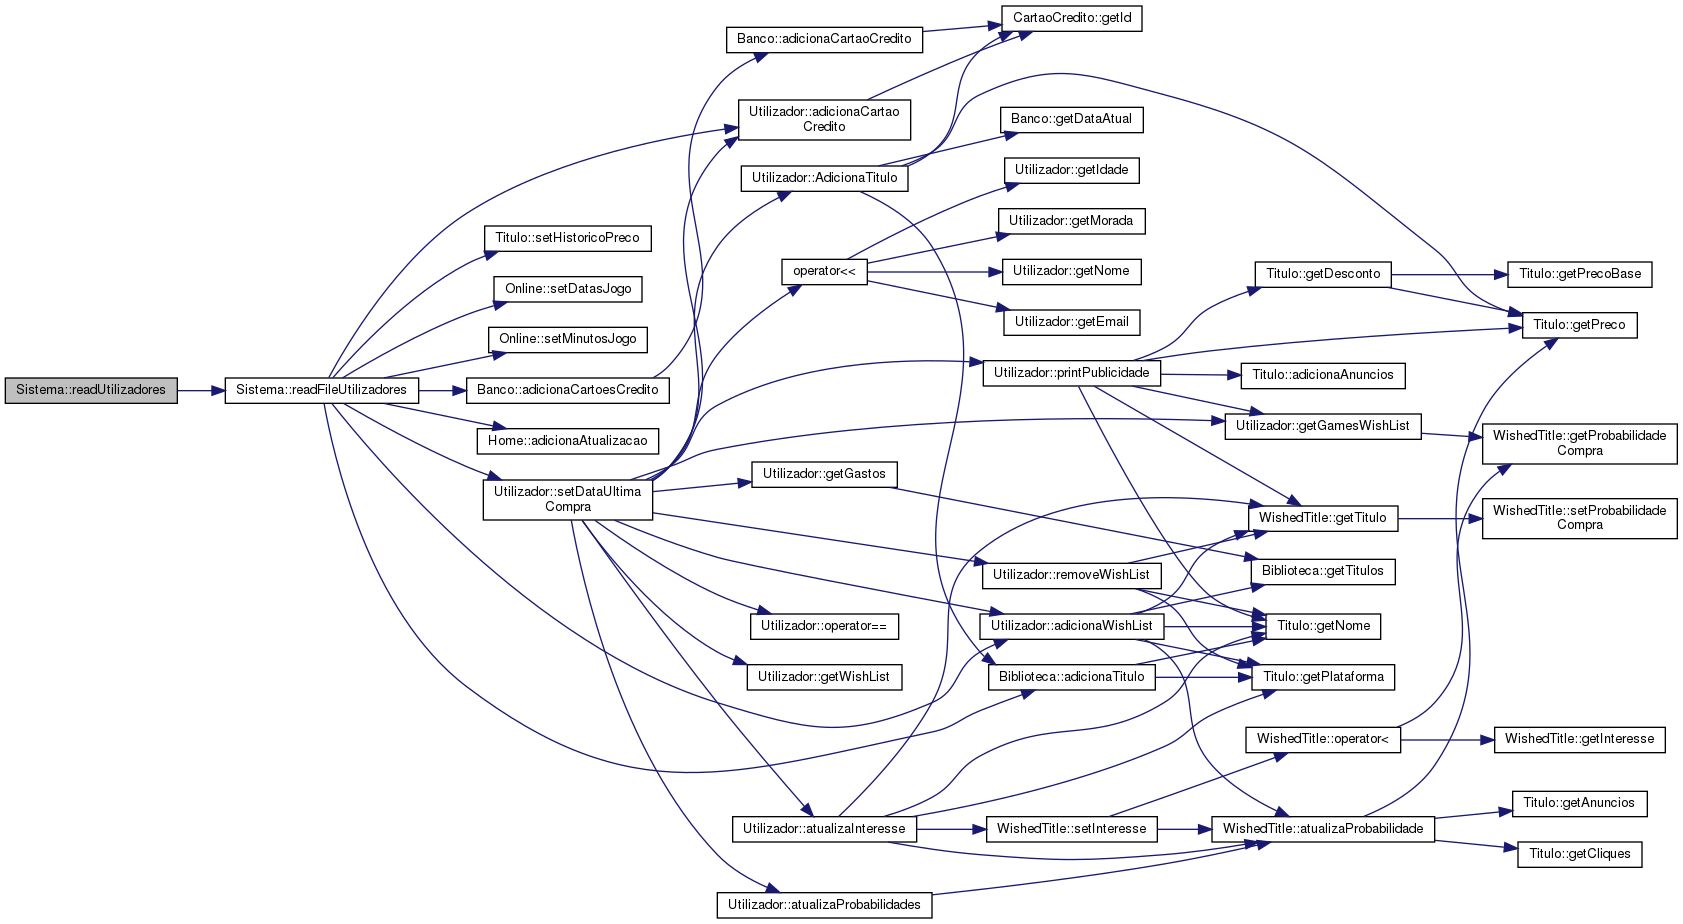 Sistema::readUtilizadores
Sistema::readFileUtilizadores
Titulo::setHistoricoPreco
Online::setDatasJogo
Online::setMinutosJogo
Banco::adicionaCartoesCredito
Home::adicionaAtualizacao
Utilizador::setDataUltima
Compra
Banco::adicionaCartaoCredito
Utilizador::adicionaCartao
Credito
Utilizador::AdicionaTitulo
operator<<
Utilizador::getGastos
Utilizador::operator==
Utilizador::getWishList
Utilizador::atualizaInteresse
Utilizador::atualizaProbabilidades
CartaoCredito::getId
Banco::getDataAtual
Utilizador::getIdade
Utilizador::getMorada
Utilizador::getNome
Utilizador::getEmail
Utilizador::printPublicidade
Utilizador::removeWishList
Utilizador::adicionaWishList
Biblioteca::adicionaTitulo
WishedTitle::setInteresse
Titulo::getDesconto
Titulo::adicionaAnuncios
Utilizador::getGamesWishList
WishedTitle::getTitulo
Biblioteca::getTitulos
Titulo::getNome
Titulo::getPlataforma
WishedTitle::operator<
WishedTitle::atualizaProbabilidade
Titulo::getPrecoBase
Titulo::getPreco
WishedTitle::getProbabilidade
Compra
WishedTitle::setProbabilidade
Compra
WishedTitle::getInteresse
Titulo::getAnuncios
Titulo::getCliques